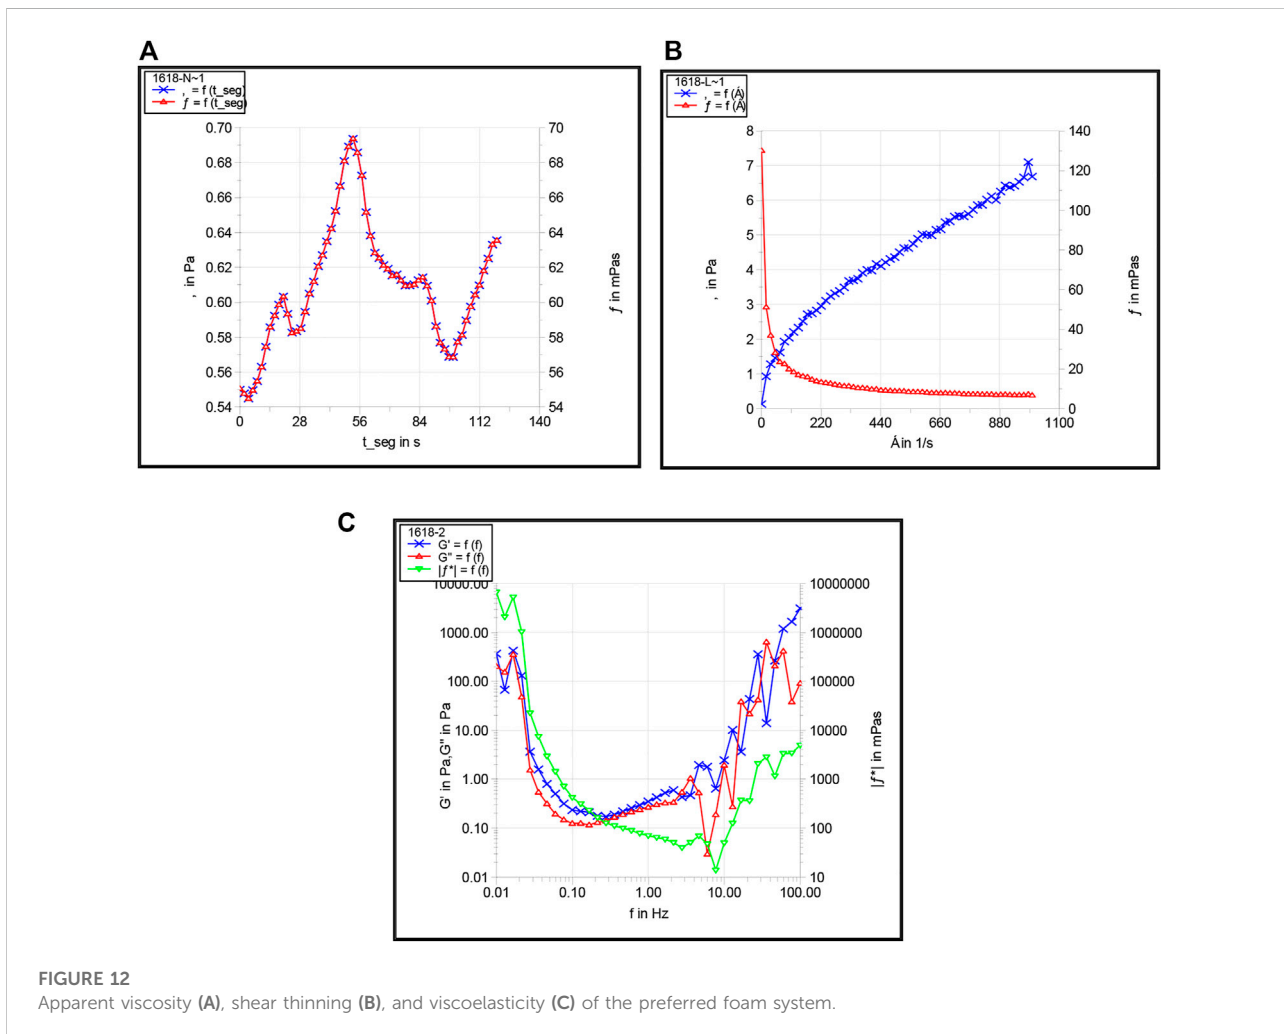 A
1618-N~1
, = f (t_seg)
ƒ = f (t_seg)
0.70
0.68
0.66
0.64
0.62
0.60
0.58
0.56
0.54
, in Pa
70
68
66
64
62
60
58
56
54
ƒ in mPas
0 28 56 84 112 140
t_seg in s
B
1618-L~1
, = f (Á)
ƒ = f (Á)
8
7
6
5
4
3
2
1
0
, in Pa
140
120
100
80
60
40
20
0
ƒ in mPas
0 220 440 660 880 1100
Á in 1/s
C
1618-2
G' = f (f)
G'' = f (f)
|ƒ*| = f (f)
10000.00
1000.00
100.00
10.00
1.00
0.10
0.01
G' in Pa,G'' in Pa
10000000
1000000
100000
10000
1000
100
10
|ƒ*| in mPas
0.01 0.10 1.00 10.00 100.00
f in Hz
FIGURE 12
Apparent viscosity (A), shear thinning (B), and viscoelasticity (C) of the preferred foam system.